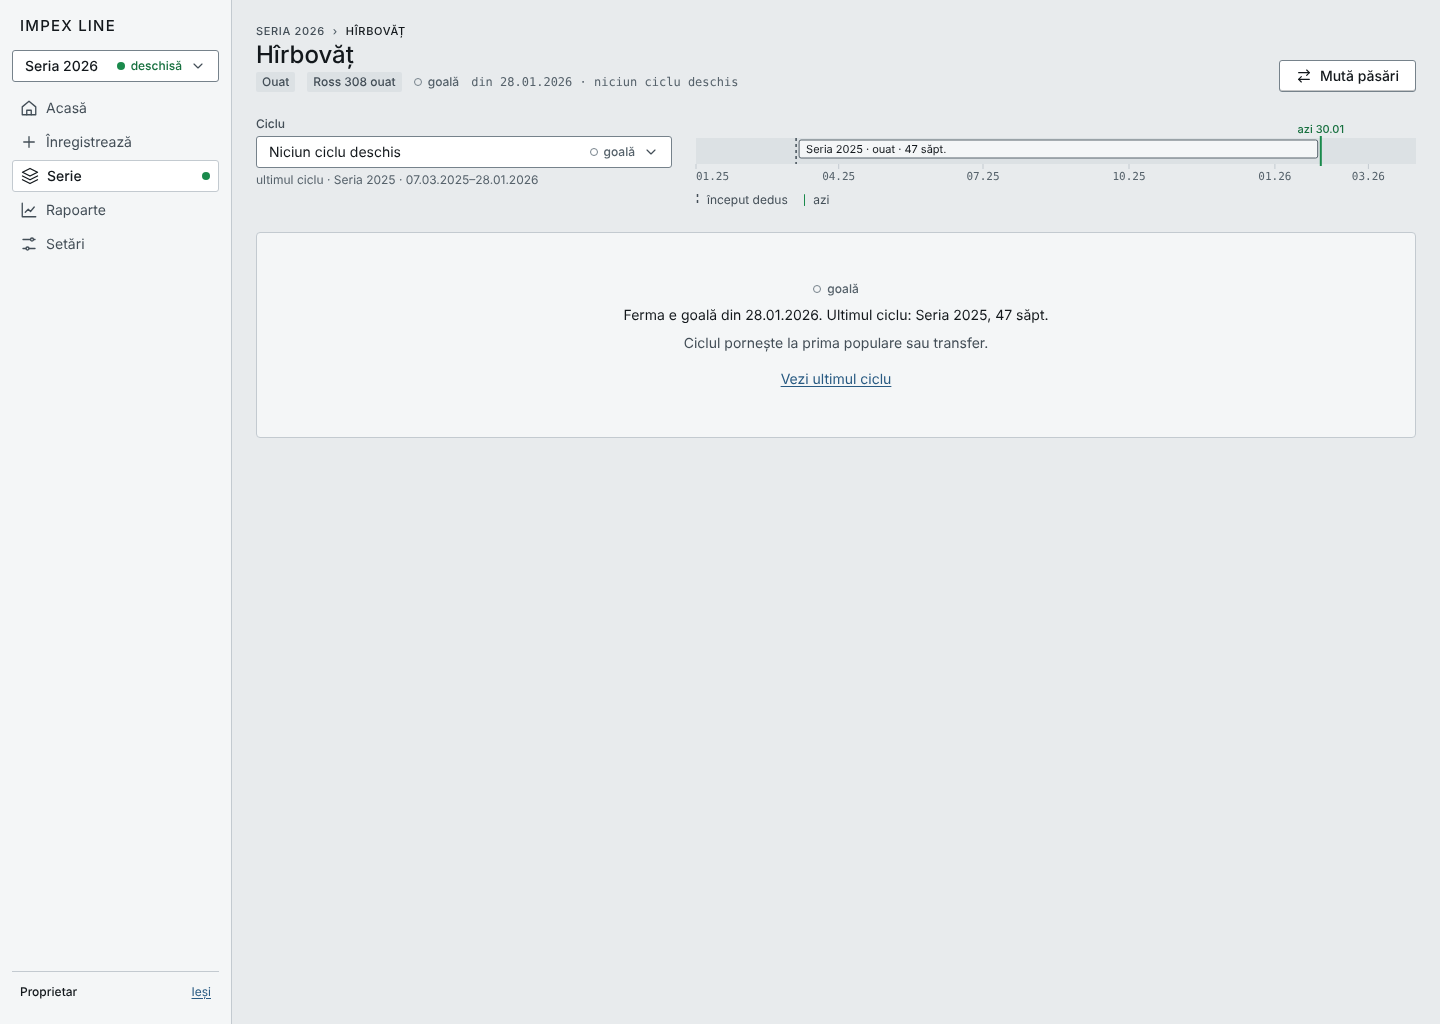 IMPEX LINE
Seria 2026 deschisă
Acasă
Înregistrează
Serie
Rapoarte
Setări
Proprietar Ieși
SERIA 2026 › HÎRBOVĂȚ
Hîrbovăț
Ouat Ross 308 ouat goală din 28.01.2026 · niciun ciclu deschis
Mută păsări
Ciclu
Niciun ciclu deschis goală
ultimul ciclu · Seria 2025 · 07.03.2025–28.01.2026
azi 30.01
Seria 2025 · ouat · 47 săpt.
01.25 04.25 07.25 10.25 01.26 03.26
început dedus azi
goală
Ferma e goală din 28.01.2026. Ultimul ciclu: Seria 2025, 47 săpt.
Ciclul pornește la prima populare sau transfer.
Vezi ultimul ciclu